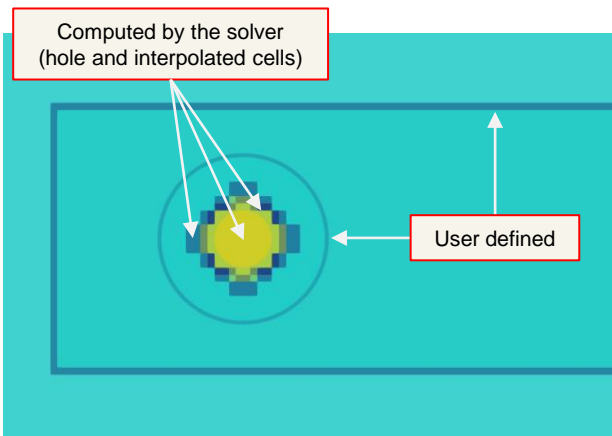 Computed by the solver
(hole and interpolated cells)
User defined